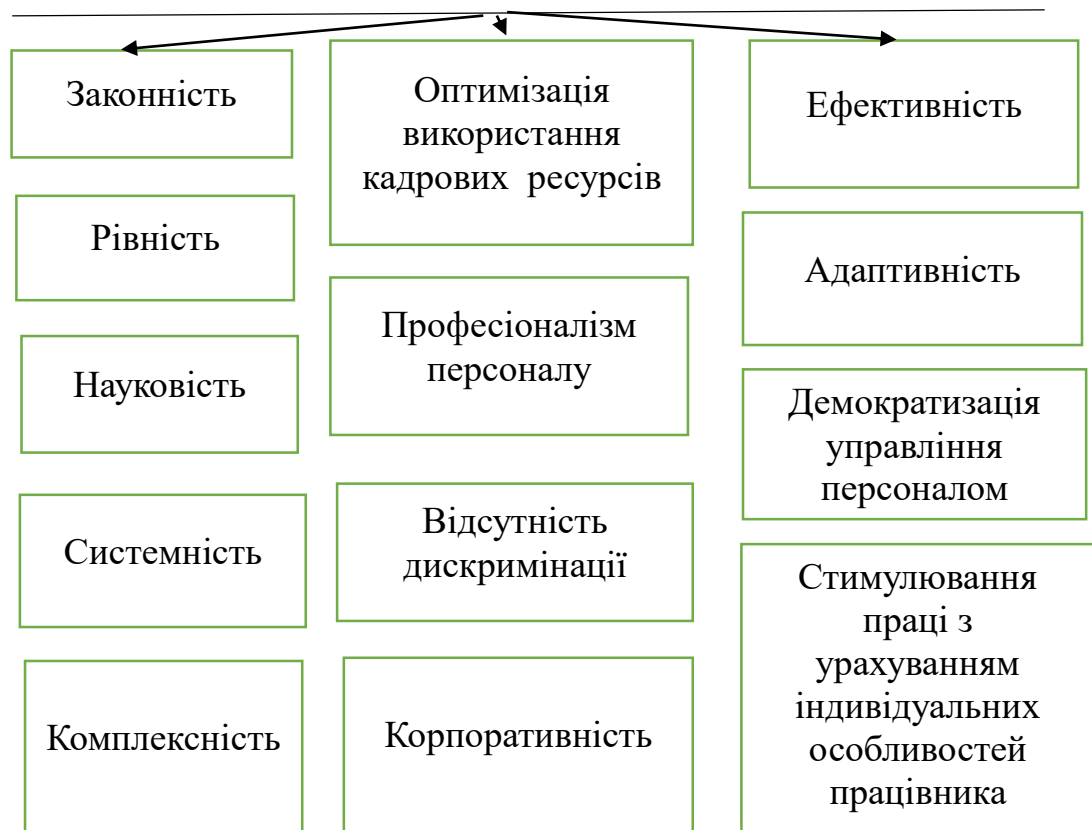 Законність
Рівність
Науковість
Системність
Комплексність
Оптимізація
використання
кадрових ресурсів
Професіоналізм
персоналу
Відсутність
дискримінації
Корпоративність
Ефективність
Адаптивність
Демократизація
управління
персоналом
Стимулювання
праці з
урахуванням
індивідуальних
особливостей
працівника